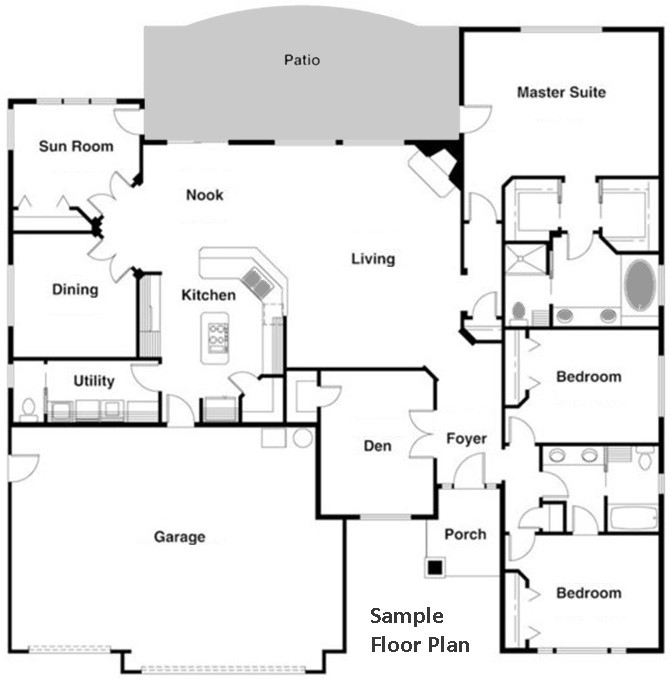 Patio
Master Suite
Sun Room
Nook
Living
Dining
Kitchen
Utility
Bedroom
Foyer
Den
Garage
Porch
Bedroom
Sample
Floor Plan